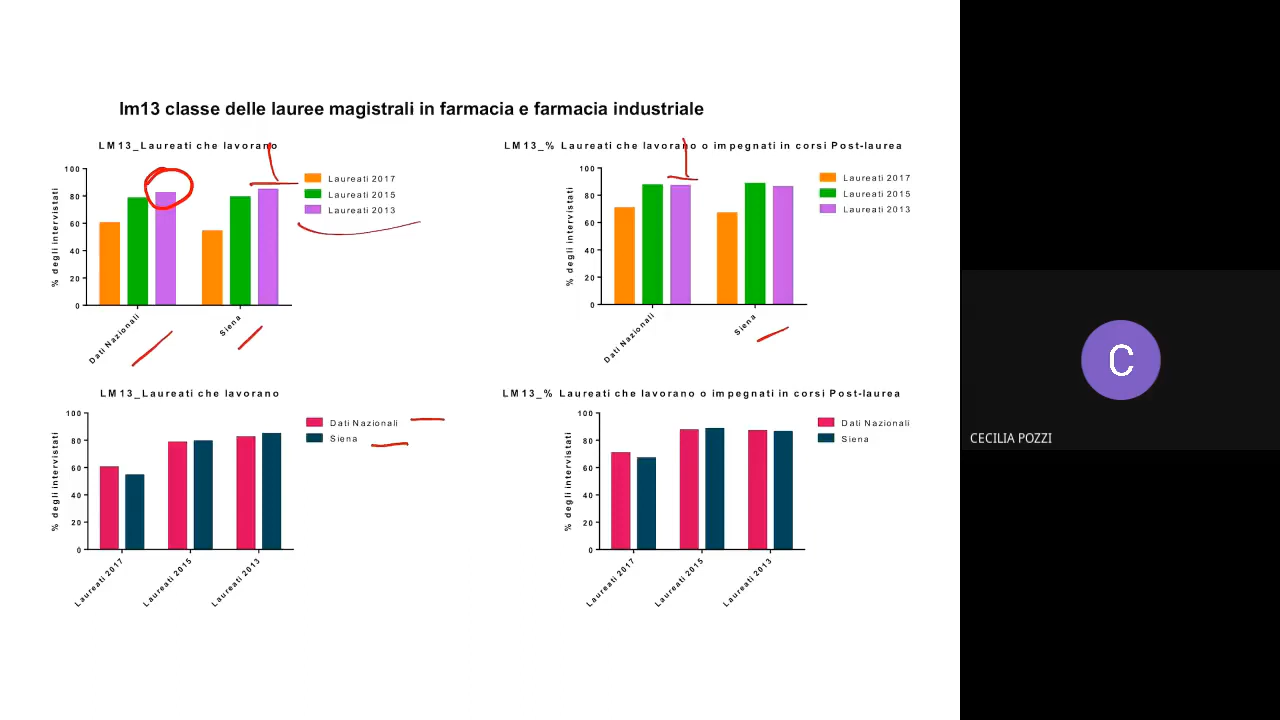 lm13 classe delle lauree magistrali in farmacia e farmacia industriale
LM13_Laureati che lavorano
% degli intervistati
100
80
60
40
20
0
Dati Nazionali
Siena
Laureati 2017
Laureati 2015
Laureati 2013
LM13_% Laureati che lavorano o impegnati in corsi Post-laurea
% degli intervistati
100
80
60
40
20
0
Dati Nazionali
Siena
Laureati 2017
Laureati 2015
Laureati 2013
LM13_Laureati che lavorano
% degli intervistati
100
80
60
40
20
0
Laureati 2017
Laureati 2015
Laureati 2013
Dati Nazionali
Siena
LM13_% Laureati che lavorano o impegnati in corsi Post-laurea
% degli intervistati
100
80
60
40
20
0
Laureati 2017
Laureati 2015
Laureati 2013
Dati Nazionali
Siena
C
CECILIA POZZI